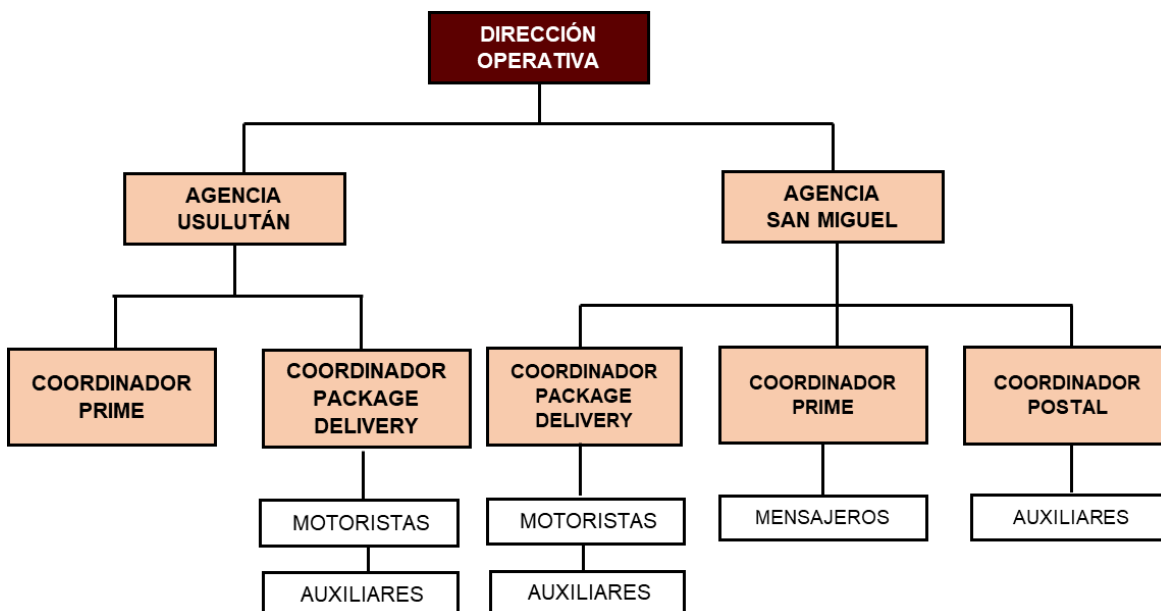 DIRECCIÓN
OPERATIVA
AGENCIA
USULUTÁN
AGENCIA
SAN MIGUEL
COORDINADOR
PRIME
COORDINADOR
PACKAGE
DELIVERY
COORDINADOR
PACKAGE
DELIVERY
COORDINADOR
PRIME
COORDINADOR
POSTAL
MOTORISTAS
MOTORISTAS
MENSAJEROS
AUXILIARES
AUXILIARES
AUXILIARES